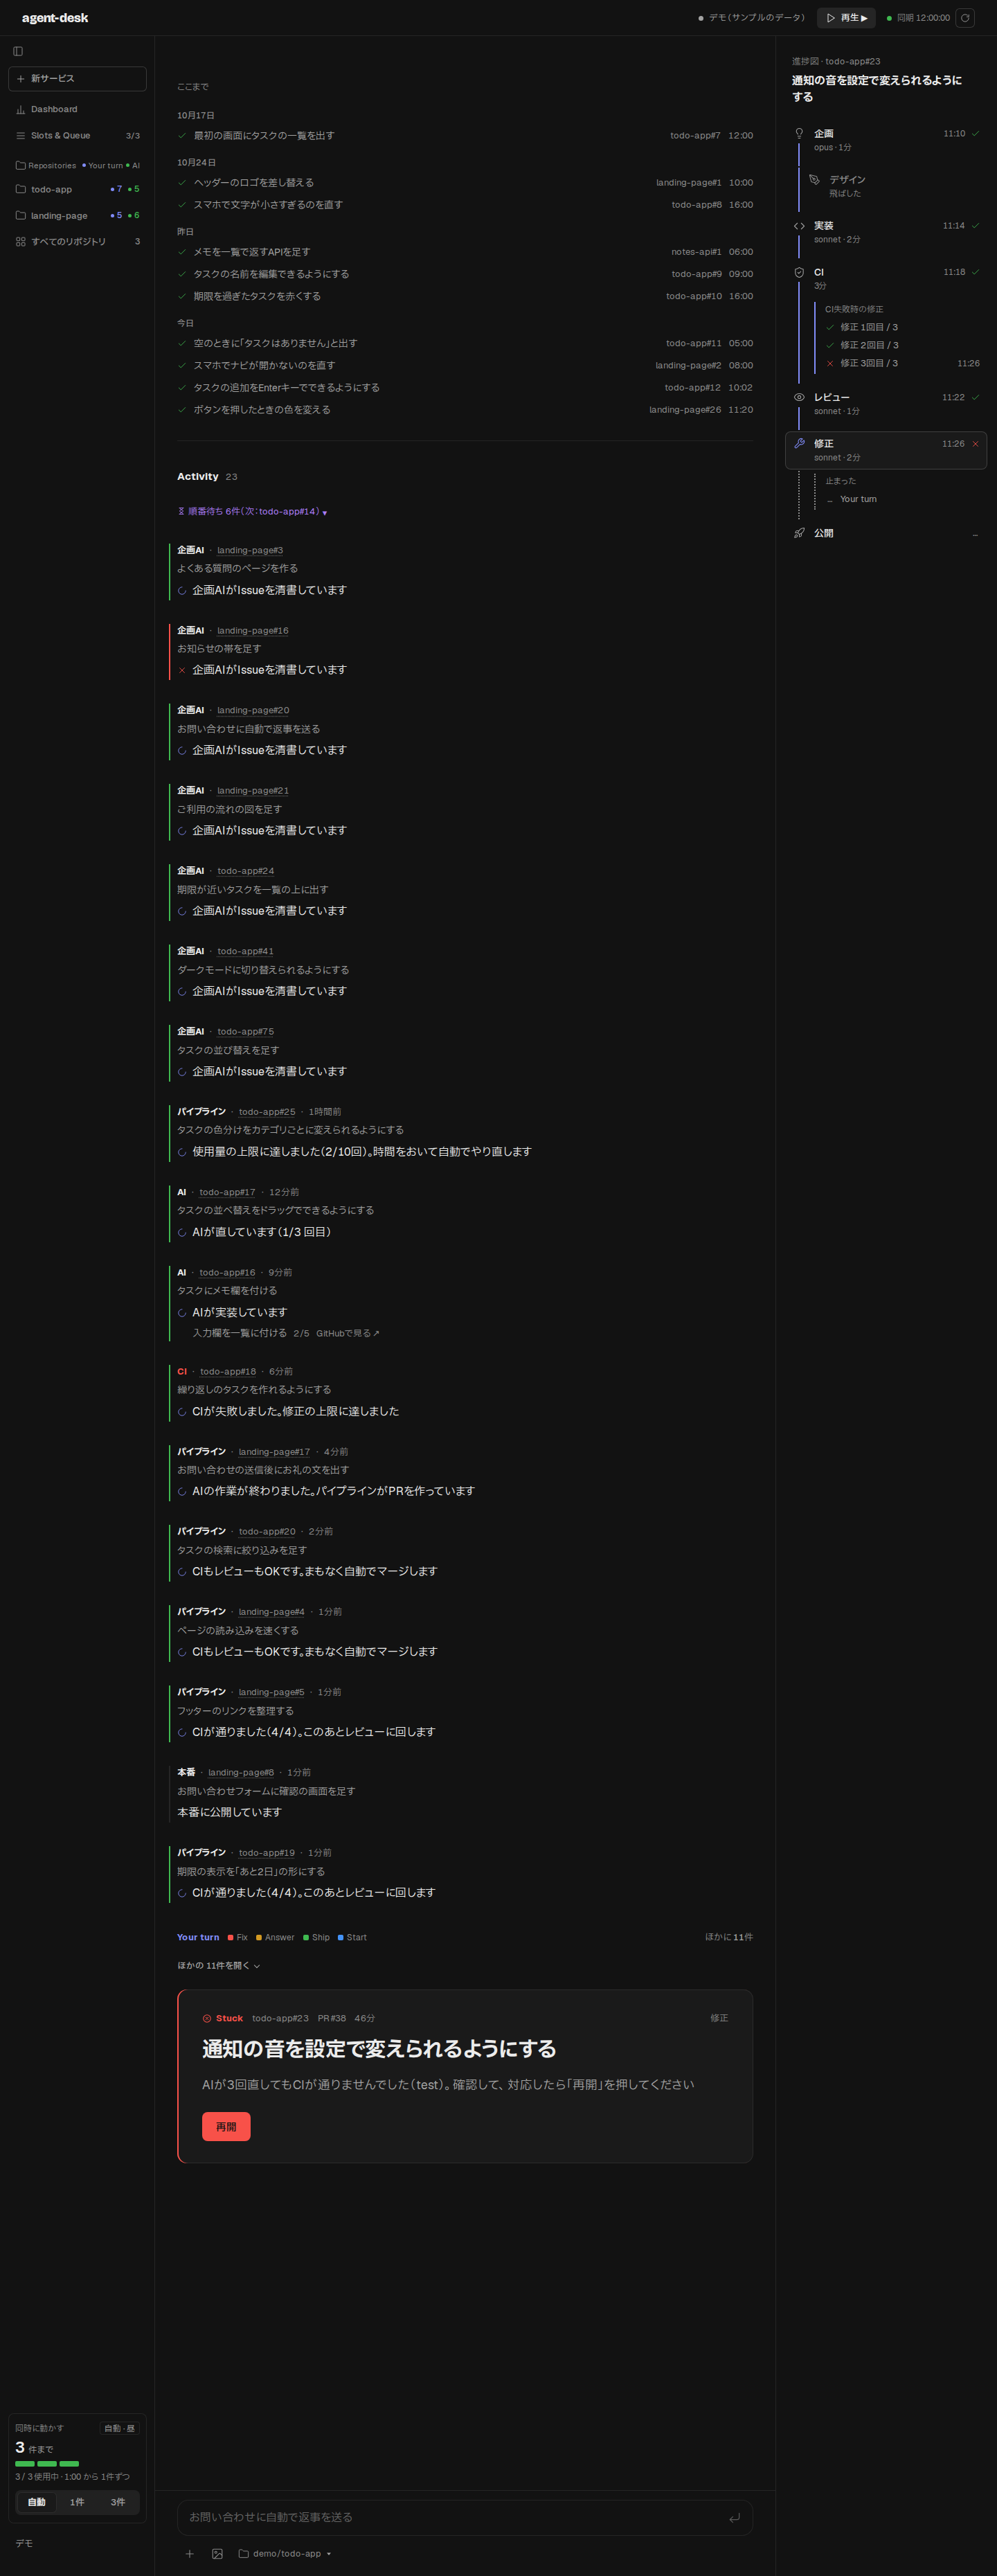 agent-desk
デモ(サンプルのデータ)
再生 ▶
同期 12:00:00
新サービス
Dashboard
Slots & Queue 3/3
Repositories • Your turn • AI
todo-app • 7 • 5
landing-page • 5 • 6
すべてのリポジトリ 3
ここまで
10月17日
最初の画面にタスクの一覧を出す todo-app#7 12:00
10月24日
ヘッダーのロゴを差し替える landing-page#1 10:00
スマホで文字が小さすぎるのを直す todo-app#8 16:00
昨日
メモを一覧で返すAPIを足す notes-api#1 06:00
タスクの名前を編集できるようにする todo-app#9 09:00
期限を過ぎたタスクを赤くする todo-app#10 16:00
今日
空のときに「タスクはありません」と出す todo-app#11 05:00
スマホでナビが開かないのを直す landing-page#2 08:00
タスクの追加をEnterキーでできるようにする todo-app#12 10:02
ボタンを押したときの色を変える landing-page#26 11:20
Activity 23
順番待ち 6件(次:todo-app#14) ▾
企画AI · landing-page#3
よくある質問のページを作る
企画AIがIssueを清書しています
企画AI · landing-page#16
お知らせの帯を足す
企画AIがIssueを清書しています
企画AI · landing-page#20
お問い合わせに自動で返事を送る
企画AIがIssueを清書しています
企画AI · landing-page#21
ご利用の流れの図を足す
企画AIがIssueを清書しています
企画AI · todo-app#24
期限が近いタスクを一覧の上に出す
企画AIがIssueを清書しています
企画AI · todo-app#41
ダークモードに切り替えられるようにする
企画AIがIssueを清書しています
企画AI · todo-app#75
タスクの並び替えを足す
企画AIがIssueを清書しています
パイプライン · todo-app#25 · 1時間前
タスクの色分けをカテゴリごとに変えられるようにする
使用量の上限に達しました(2/10回)。時間をおいて自動でやり直します
AI · todo-app#17 · 12分前
タスクの並べ替えをドラッグでできるようにする
AIが直しています(1/3 回目)
AI · todo-app#16 · 9分前
タスクにメモ欄を付ける
AIが実装しています
入力欄を一覧に付ける 2/5 GitHubで見る↗
CI · todo-app#18 · 6分前
繰り返しのタスクを作れるようにする
CIが失敗しました。修正の上限に達しました
パイプライン · landing-page#17 · 4分前
お問い合わせの送信後にお礼の文を出す
AIの作業が終わりました。パイプラインがPRを作っています
パイプライン · todo-app#20 · 2分前
タスクの検索に絞り込みを足す
CIもレビューもOKです。まもなく自動でマージします
パイプライン · landing-page#4 · 1分前
ページの読み込みを速くする
CIもレビューもOKです。まもなく自動でマージします
パイプライン · landing-page#5 · 1分前
フッターのリンクを整理する
CIが通りました(4/4)。このあとレビューに回します
本番 · landing-page#8 · 1分前
お問い合わせフォームに確認の画面を足す
本番に公開しています
パイプライン · todo-app#19 · 1分前
期限の表示を「あと2日」の形にする
CIが通りました(4/4)。このあとレビューに回します
Your turn Fix Answer Ship Start ほかに 11件
ほかの 11件を開く
Stuck todo-app#23 PR#38 46分 修正
通知の音を設定で変えられるようにする
AIが3回直してもCIが通りませんでした(test)。確認して、対応したら「再開」を押してください
再開
お問い合わせに自動で返事を送る
demo/todo-app ▾
進捗図 · todo-app#23
通知の音を設定で変えられるように
する
企画 11:10
opus · 1分
デザイン
飛ばした
実装 11:14
sonnet · 2分
CI 11:18
3分
CI失敗時の修正
修正 1回目 / 3
修正 2回目 / 3
修正 3回目 / 3 11:26
レビュー 11:22
sonnet · 1分
修正 11:26
sonnet · 2分
止まった
Your turn
公開
同時に動かす 自動 · 昼
3 件まで
3 / 3 使用中 · 1:00 から 1件ずつ
自動 1件 3件
デモ